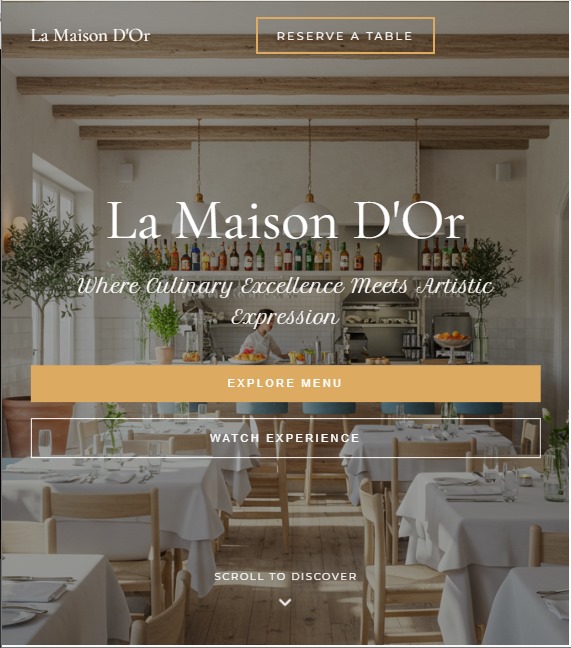 La Maison D'Or
RESERVE A TABLE
La Maison D'Or
Where Culinary Excellence Meets Artistic
Expression
EXPLORE MENU
WATCH EXPERIENCE
SCROLL TO DISCOVER